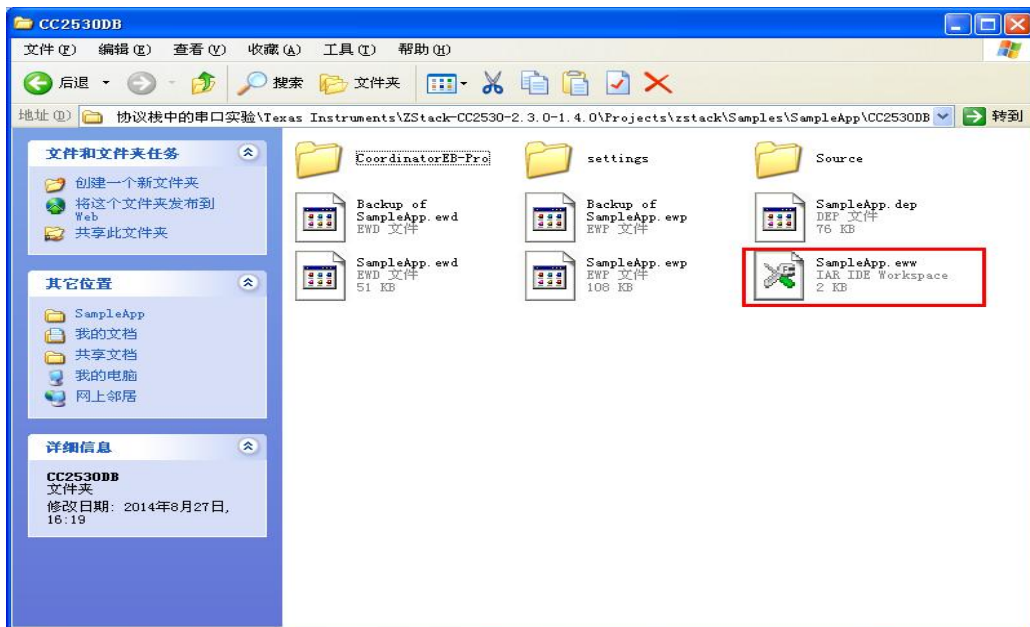 CC2530DB
文件(F) 编辑(E) 查看(V) 收藏(A) 工具(T) 帮助(H)
后退 搜索 文件夹
地址(D) 协议栈中的串口实验\Texas Instruments\ZStack-CC2530-2.3.0-1.4.0\Projects\zstack\Samples\SampleApp\CC2530DB 转到
文件和文件夹任务
创建一个新文件夹
将这个文件夹发布到
Web
共享此文件夹
其它位置
SampleApp
我的文档
共享文档
我的电脑
网上邻居
详细信息
CC2530DB
文件夹
修改日期: 2014年8月27日,
16:19
CoordinatorEB-Pro
settings
Source
Backup of
SampleApp.ewd
EWD 文件
Backup of
SampleApp.ewp
EWP 文件
SampleApp.dep
DEP 文件
76 KB
SampleApp.ewd
EWD 文件
51 KB
SampleApp.ewp
EWP 文件
108 KB
SampleApp.eww
IAR IDE Workspace
2 KB